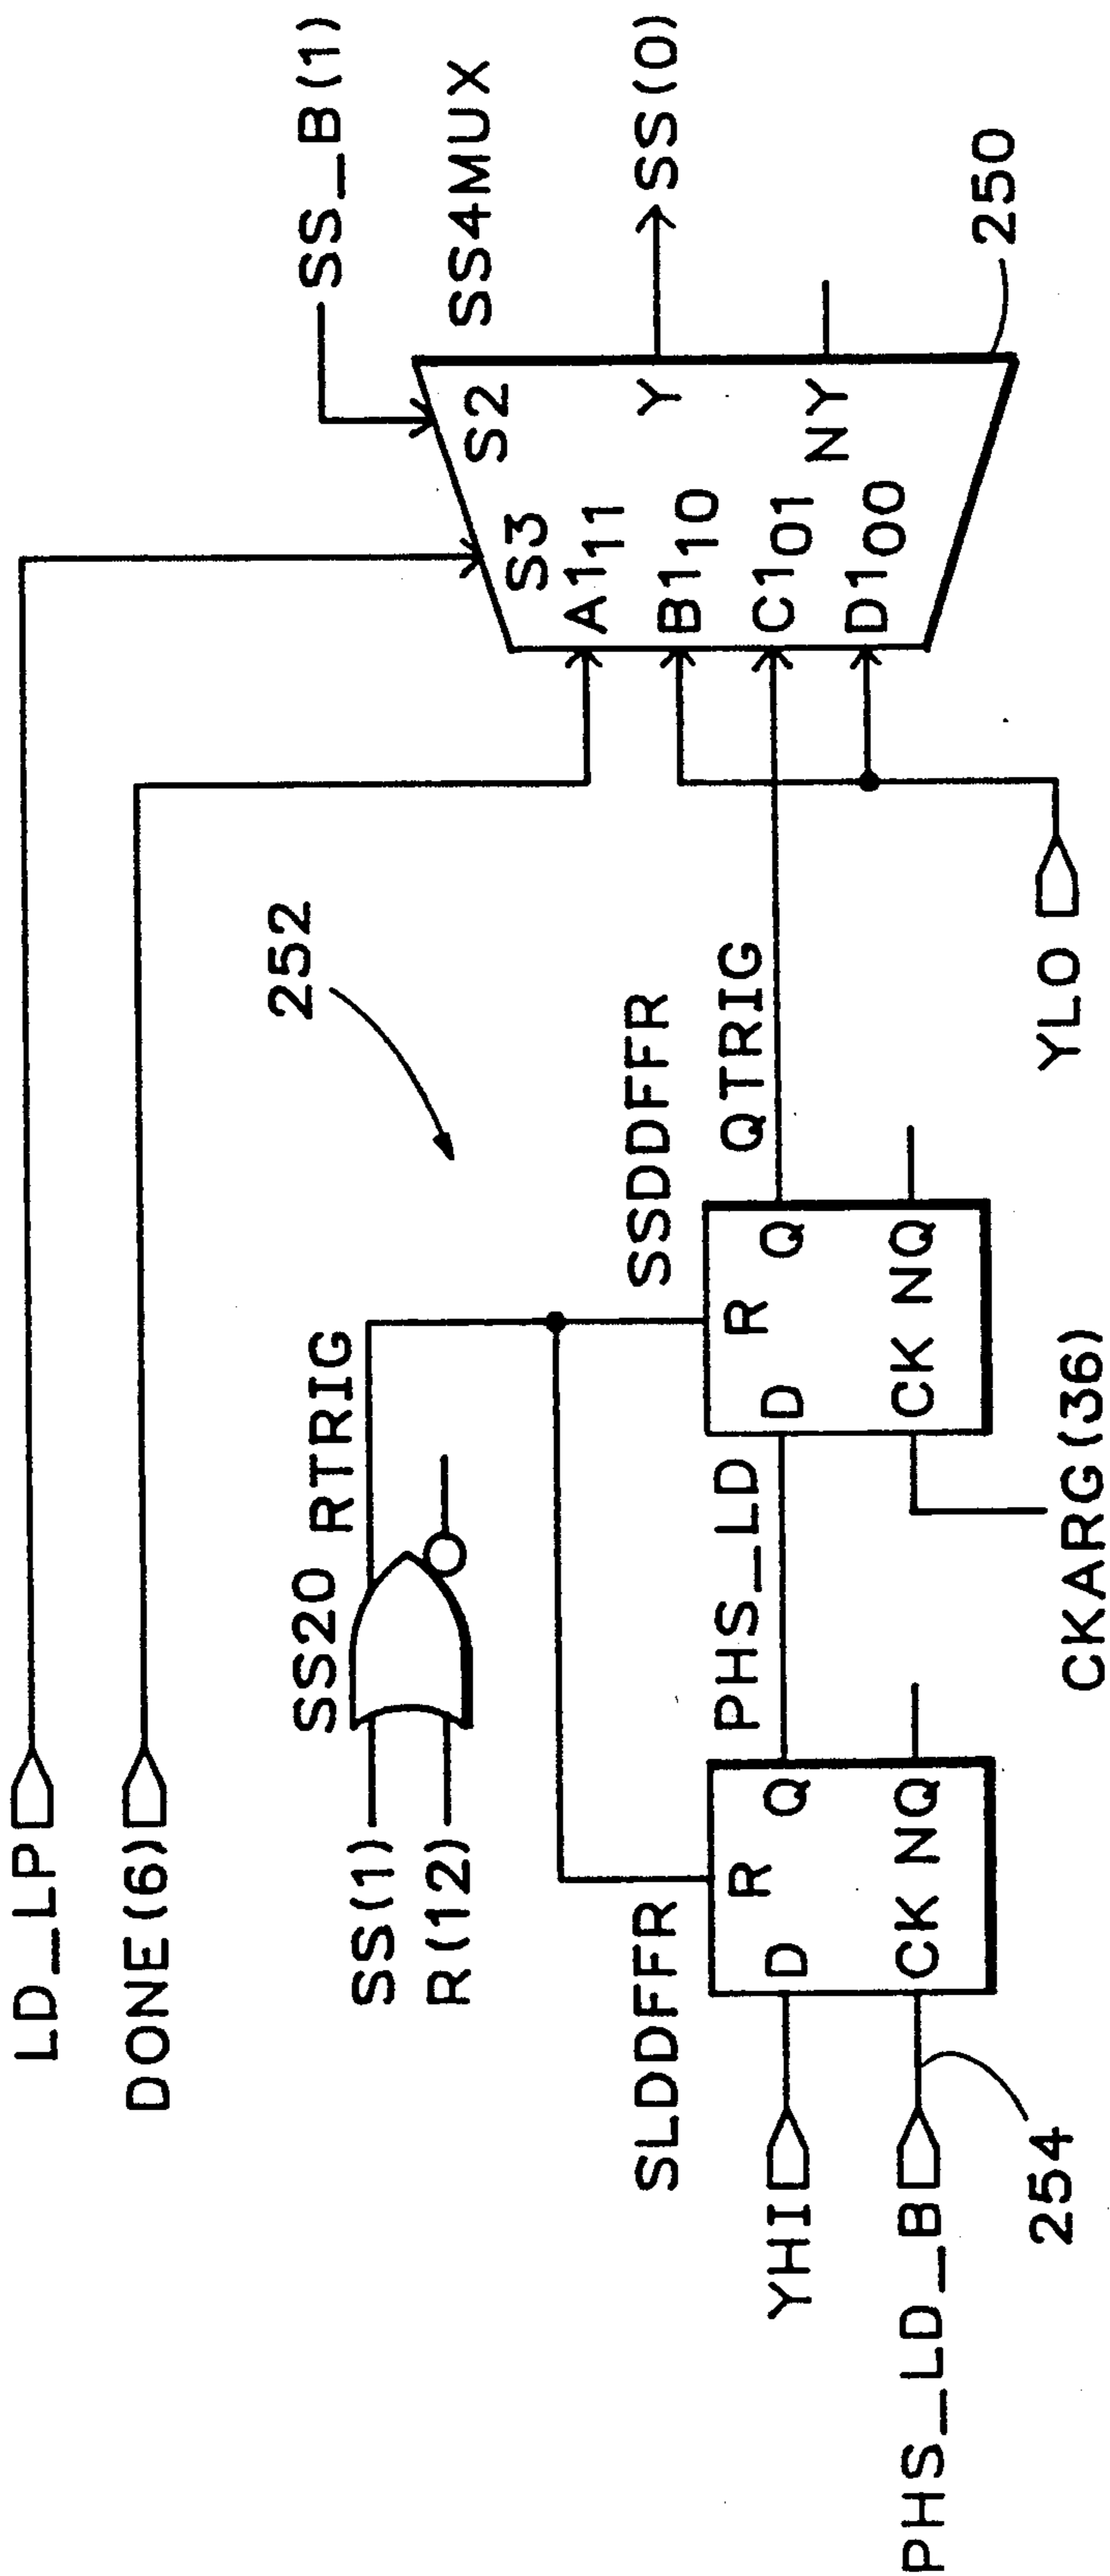 LD_LP
DONE(6)
SS_B(1)
SS4MUX
S3
S2
A1 11
B1 10
C1 01
D1 00
Y
NY
SS(0)
250
252
SS20
RTRIG
SS(1)
R(12)
SLDDFFR
YHI
PHS_LD_B
254
D
R
Q
CK
NQ
PHS_LD
SSDDFFR
D
R
Q
CK
NQ
QTRIG
CKARG(36)
YLO